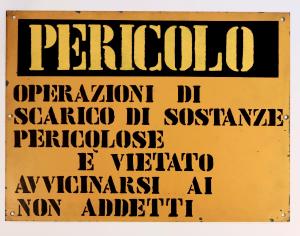 PERICOLO
OPERAZIONI DI
SCARICO DI SOSTANZE
PERICOLOSE
È VIETATO
AVVICINARSI AI
NON ADDETTI